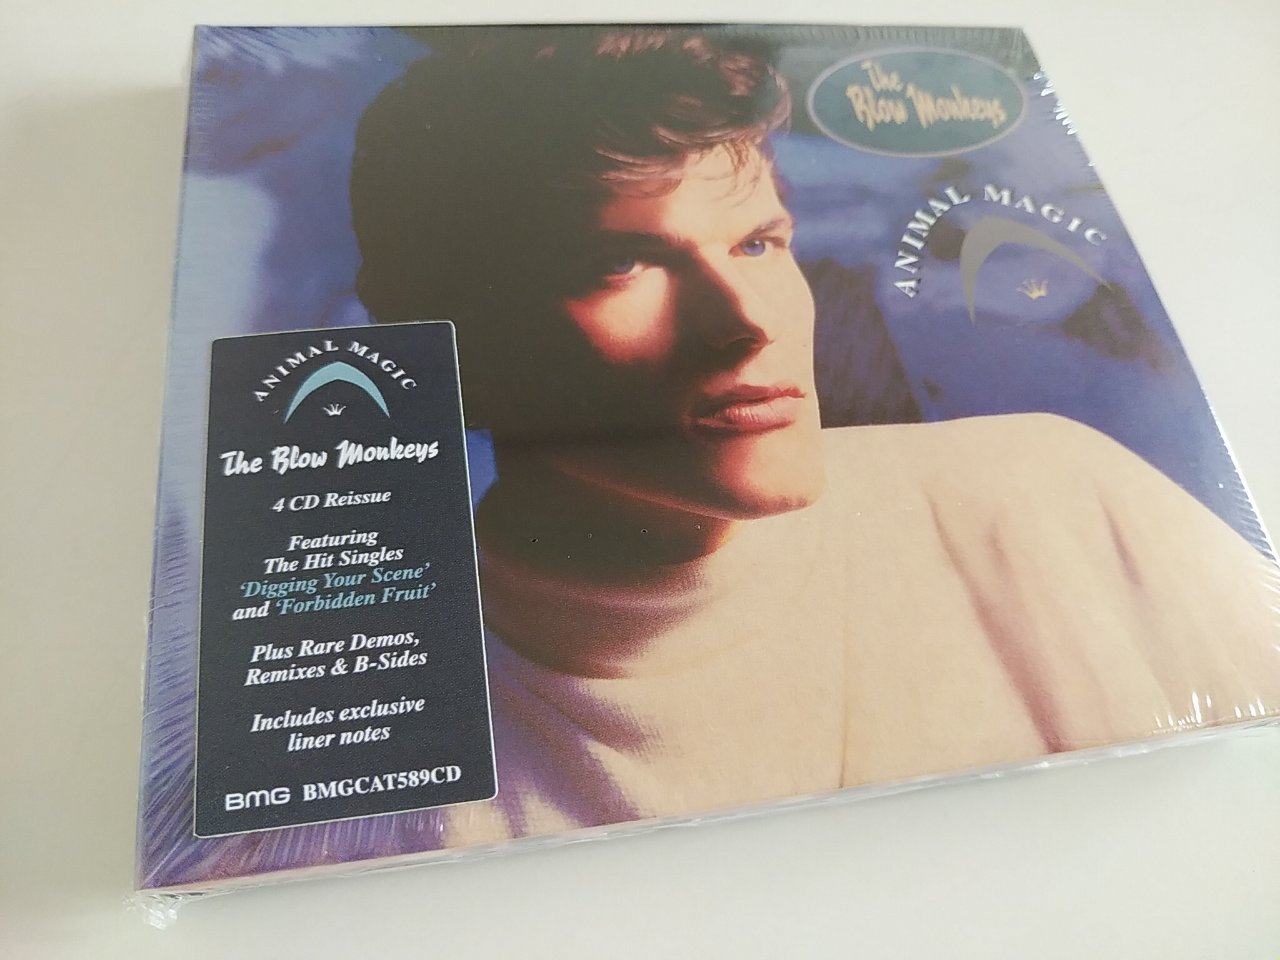 The
Blow Monkeys
ANIMAL MAGIC
ANIMAL MAGIC
The Blow Monkeys
4 CD Reissue
Featuring
The Hit Singles
‘Digging Your Scene’
and ‘Forbidden Fruit’
Plus Rare Demos,
Remixes & B-Sides
Includes exclusive
liner notes
BMG BMGCAT589CD